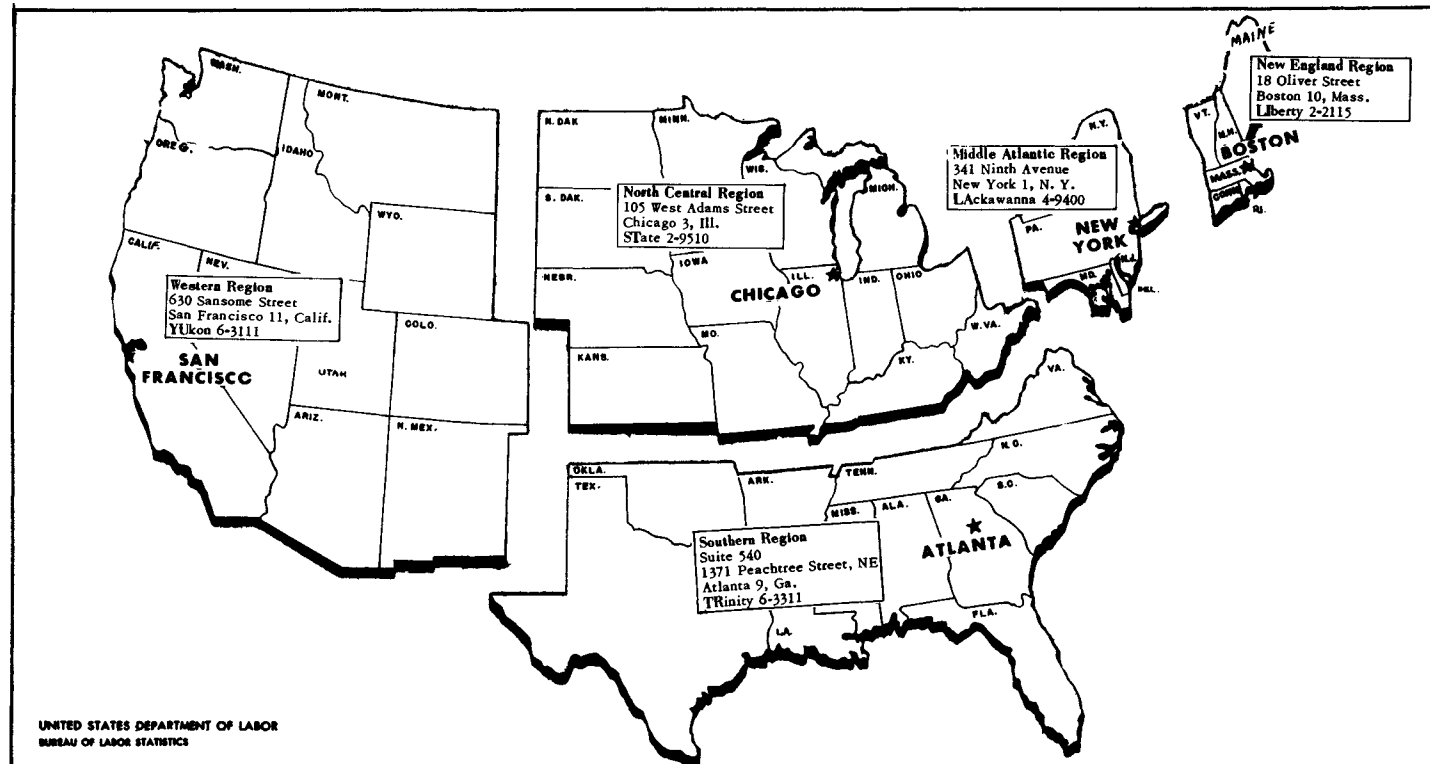 WASH.
MONT.
OREG.
IDAHO
WYO.
CALIF.
NEV.
Western Region
630 Sansome Street
San Francisco 11, Calif.
YUkon 6-3111
SAN
FRANCISCO
UTAH
COLO.
ARIZ.
N. MEX.
N. DAK
MINN.
S. DAK.
WIS.
MICH.
North Central Region
105 West Adams Street
Chicago 3, Ill.
STate 2-9510
NEBR.
IOWA
ILL.
IND.
OHIO
CHICAGO
KANS.
MO.
KY.
W. VA.
Middle Atlantic Region
341 Ninth Avenue
New York 1, N. Y.
LAckawanna 4-9400
N.Y.
PA.
NEW
YORK
N.J.
MD.
DEL.
MAINE
New England Region
18 Oliver Street
Boston 10, Mass.
LIberty 2-2115
VT.
N.H.
BOSTON
MASS.
CONN.
R.I.
VA.
N.C.
OKLA.
TEX.
ARK.
TENN.
S.C.
MISS.
ALA.
GA.
ATLANTA
Southern Region
Suite 540
1371 Peachtree Street, NE
Atlanta 9, Ga.
TRinity 6-3311
LA.
FLA.
UNITED STATES DEPARTMENT OF LABOR
BUREAU OF LABOR STATISTICS